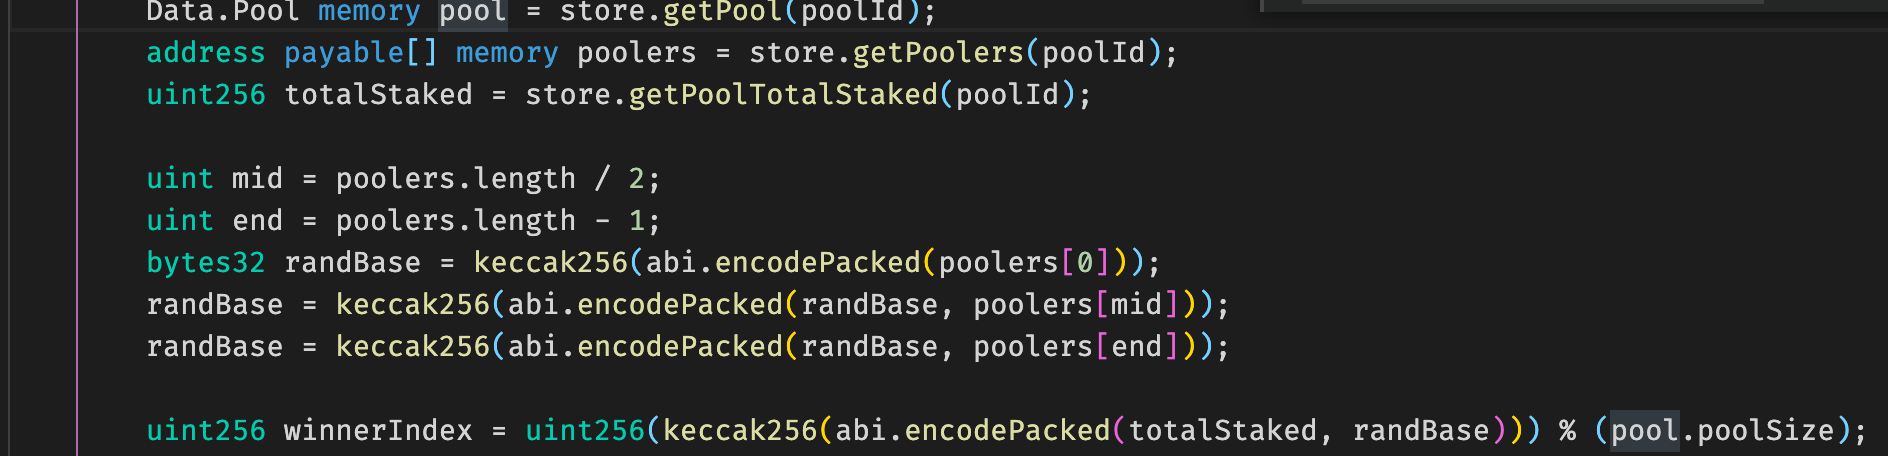 Data.Pool memory pool = store.getPool(poolId);
address payable[] memory poolers = store.getPoolers(poolId);
uint256 totalStaked = store.getPoolTotalStaked(poolId);
uint mid = poolers.length / 2;
uint end = poolers.length - 1;
bytes32 randBase = keccak256(abi.encodePacked(poolers[0]));
randBase = keccak256(abi.encodePacked(randBase, poolers[mid]));
randBase = keccak256(abi.encodePacked(randBase, poolers[end]));
uint256 winnerIndex = uint256(keccak256(abi.encodePacked(totalStaked, randBase))) % (pool.poolSize);